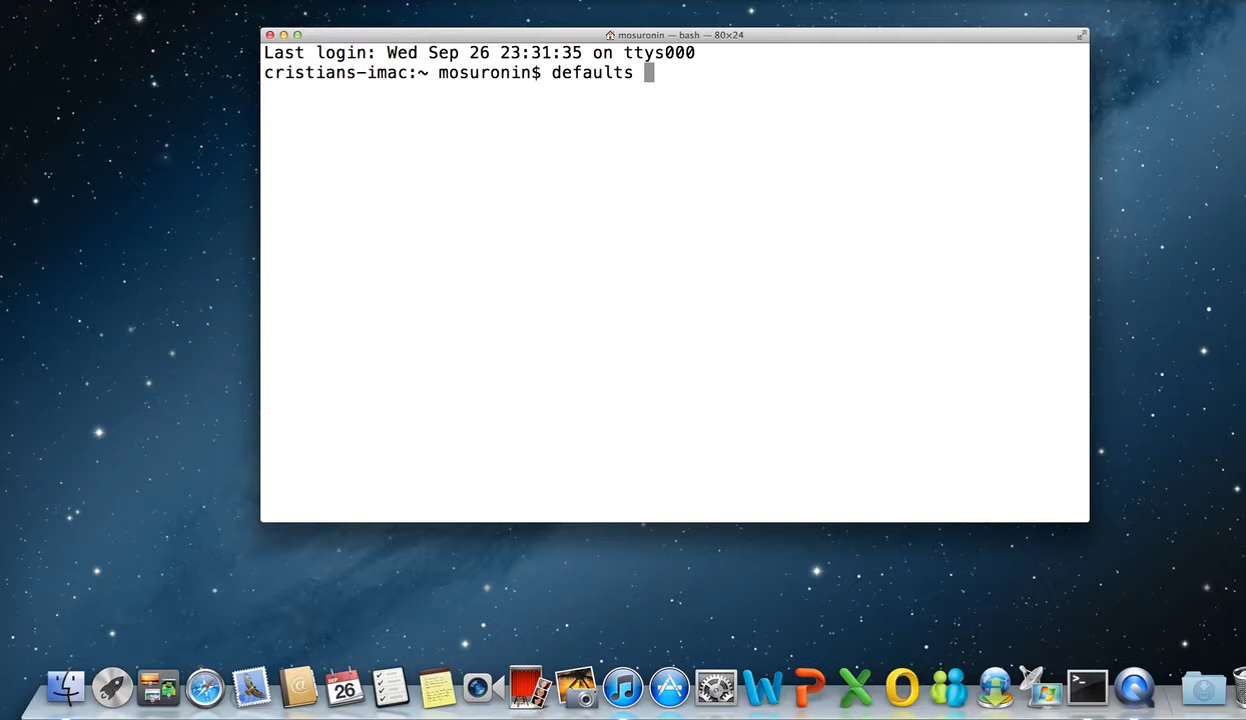 mosuronin — bash — 80×24
Last login: Wed Sep 26 23:31:35 on ttys000
cristians-imac:~ mosuronin$ defaults
SEP
26
W P X O
>_